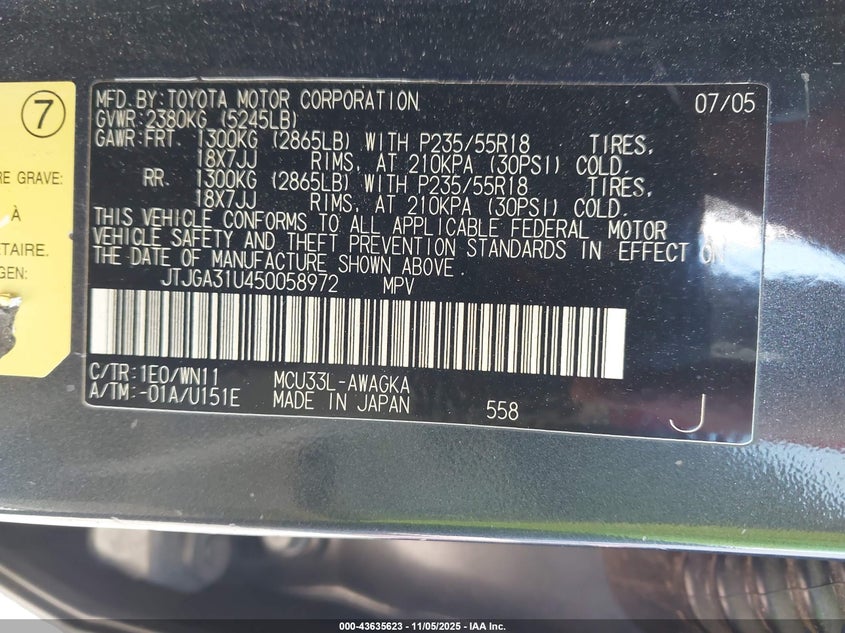 7
RE GRAVE:
À
ÉTAIRE.
GEN:
MFD. BY: TOYOTA MOTOR CORPORATION 07/05
GVWR: 2380KG (5245LB)
GAWR: FRT. 1300KG (2865LB) WITH P235/55R18 TIRES,
18X7JJ RIMS, AT 210KPA (30PSI) COLD.
RR. 1300KG (2865LB) WITH P235/55R18 TIRES,
18X7JJ RIMS, AT 210KPA (30PSI) COLD.
THIS VEHICLE CONFORMS TO ALL APPLICABLE FEDERAL MOTOR
VEHICLE SAFETY AND THEFT PREVENTION STANDARDS IN EFFECT ON
THE DATE OF MANUFACTURE SHOWN ABOVE.
JTJGA31U450058972 MPV
C/TR: 1E0/WN11 MCU33L-AWAGKA
A/TM: -01A/U151E MADE IN JAPAN 558 J
000-43635623 - 11/05/2025 - IAA Inc.